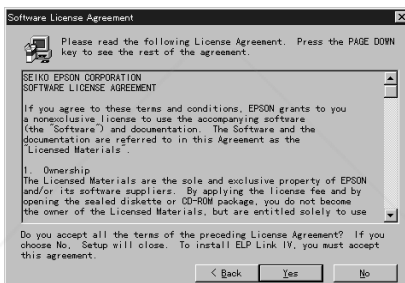 Software License Agreement
Please read the following License Agreement. Press the PAGE DOWN
key to see the rest of the agreement.
SEIKO EPSON CORPORATION
SOFTWARE LICENSE AGREEMENT
If you agree to these terms and conditions, EPSON grants to you
a nonexclusive license to use the accompanying software
(the "Software") and documentation. The Software and the
documentation are referred to in this Agreement as the
"Licensed Materials".
1. Ownership
The Licensed Materials are the sole and exclusive property of EPSON
and/or its software suppliers. By applying the license fee and by
opening the sealed diskette or CD-ROM package, you do not become
the owner of the Licensed Materials, but are entitled solely to use
Do you accept all the terms of the preceding License Agreement? If you
choose No, Setup will close. To install ELP Link IV, you must accept
this agreement.
< Back
Yes
No